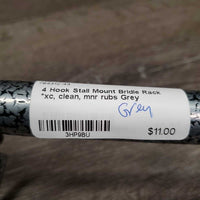 4 Hook Stall Mount Bridle Rack
*xc, clean, mnr rubs Grey
Grey
3HP9BU
$11.00